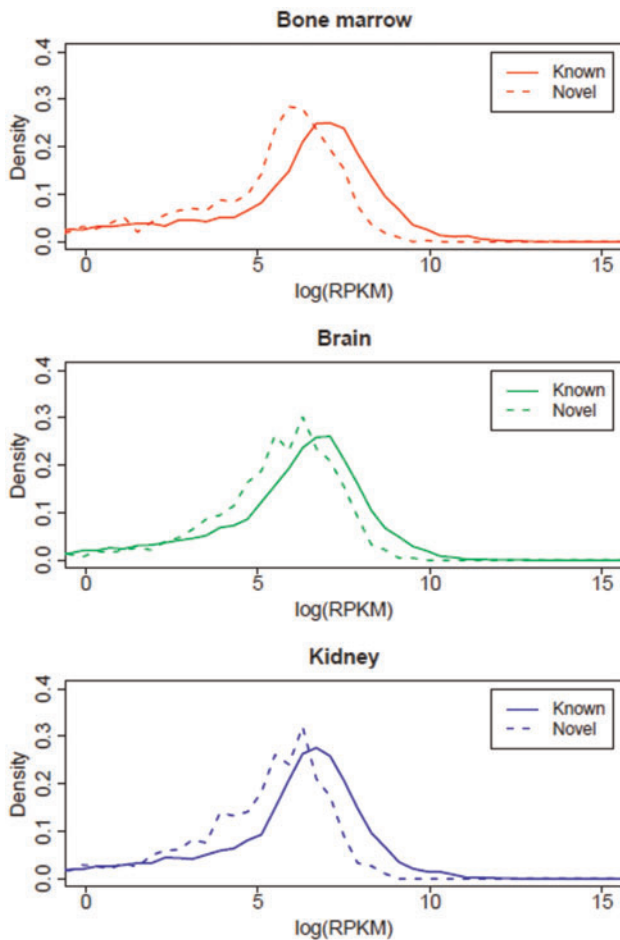 Bone marrow
0.4
0.3
0.2
0.1
0.0
Density
Known
Novel
0 5 10 15
log(RPKM)
Brain
0.4
0.3
0.2
0.1
0.0
Density
Known
Novel
0 5 10 15
log(RPKM)
Kidney
0.4
0.3
0.2
0.1
0.0
Density
Known
Novel
0 5 10 15
log(RPKM)